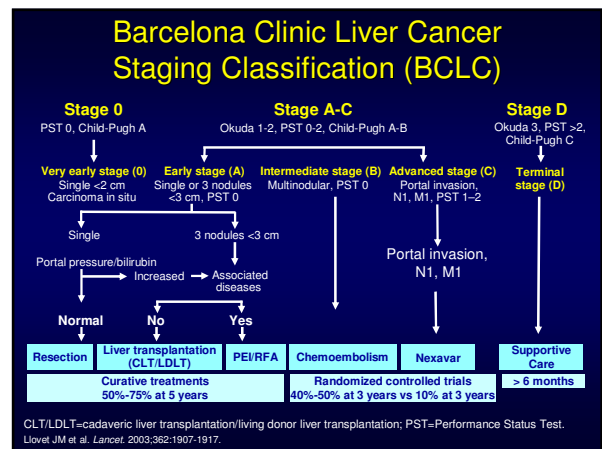 Barcelona Clinic Liver Cancer
Staging Classification (BCLC)
Stage 0
PST 0, Child-Pugh A
Stage A-C
Okuda 1-2, PST 0-2, Child-Pugh A-B
Stage D
Okuda 3, PST >2,
Child-Pugh C
Very early stage (0)
Single <2 cm
Carcinoma in situ
Early stage (A)
Single or 3 nodules
<3 cm, PST 0
Intermediate stage (B)
Multinodular, PST 0
Advanced stage (C)
Portal invasion,
N1, M1, PST 1–2
Terminal
stage (D)
Single
3 nodules <3 cm
Portal invasion,
N1, M1
Portal pressure/bilirubin
Increased
Associated
diseases
Normal
No
Yes
Resection
Liver transplantation
(CLT/LDLT)
PEI/RFA
Chemoembolism
Nexavar
Supportive
Care
Curative treatments
50%-75% at 5 years
Randomized controlled trials
40%-50% at 3 years vs 10% at 3 years
> 6 months
CLT/LDLT=cadaveric liver transplantation/living donor liver transplantation; PST=Performance Status Test.
Llovet JM et al. Lancet. 2003;362:1907-1917.